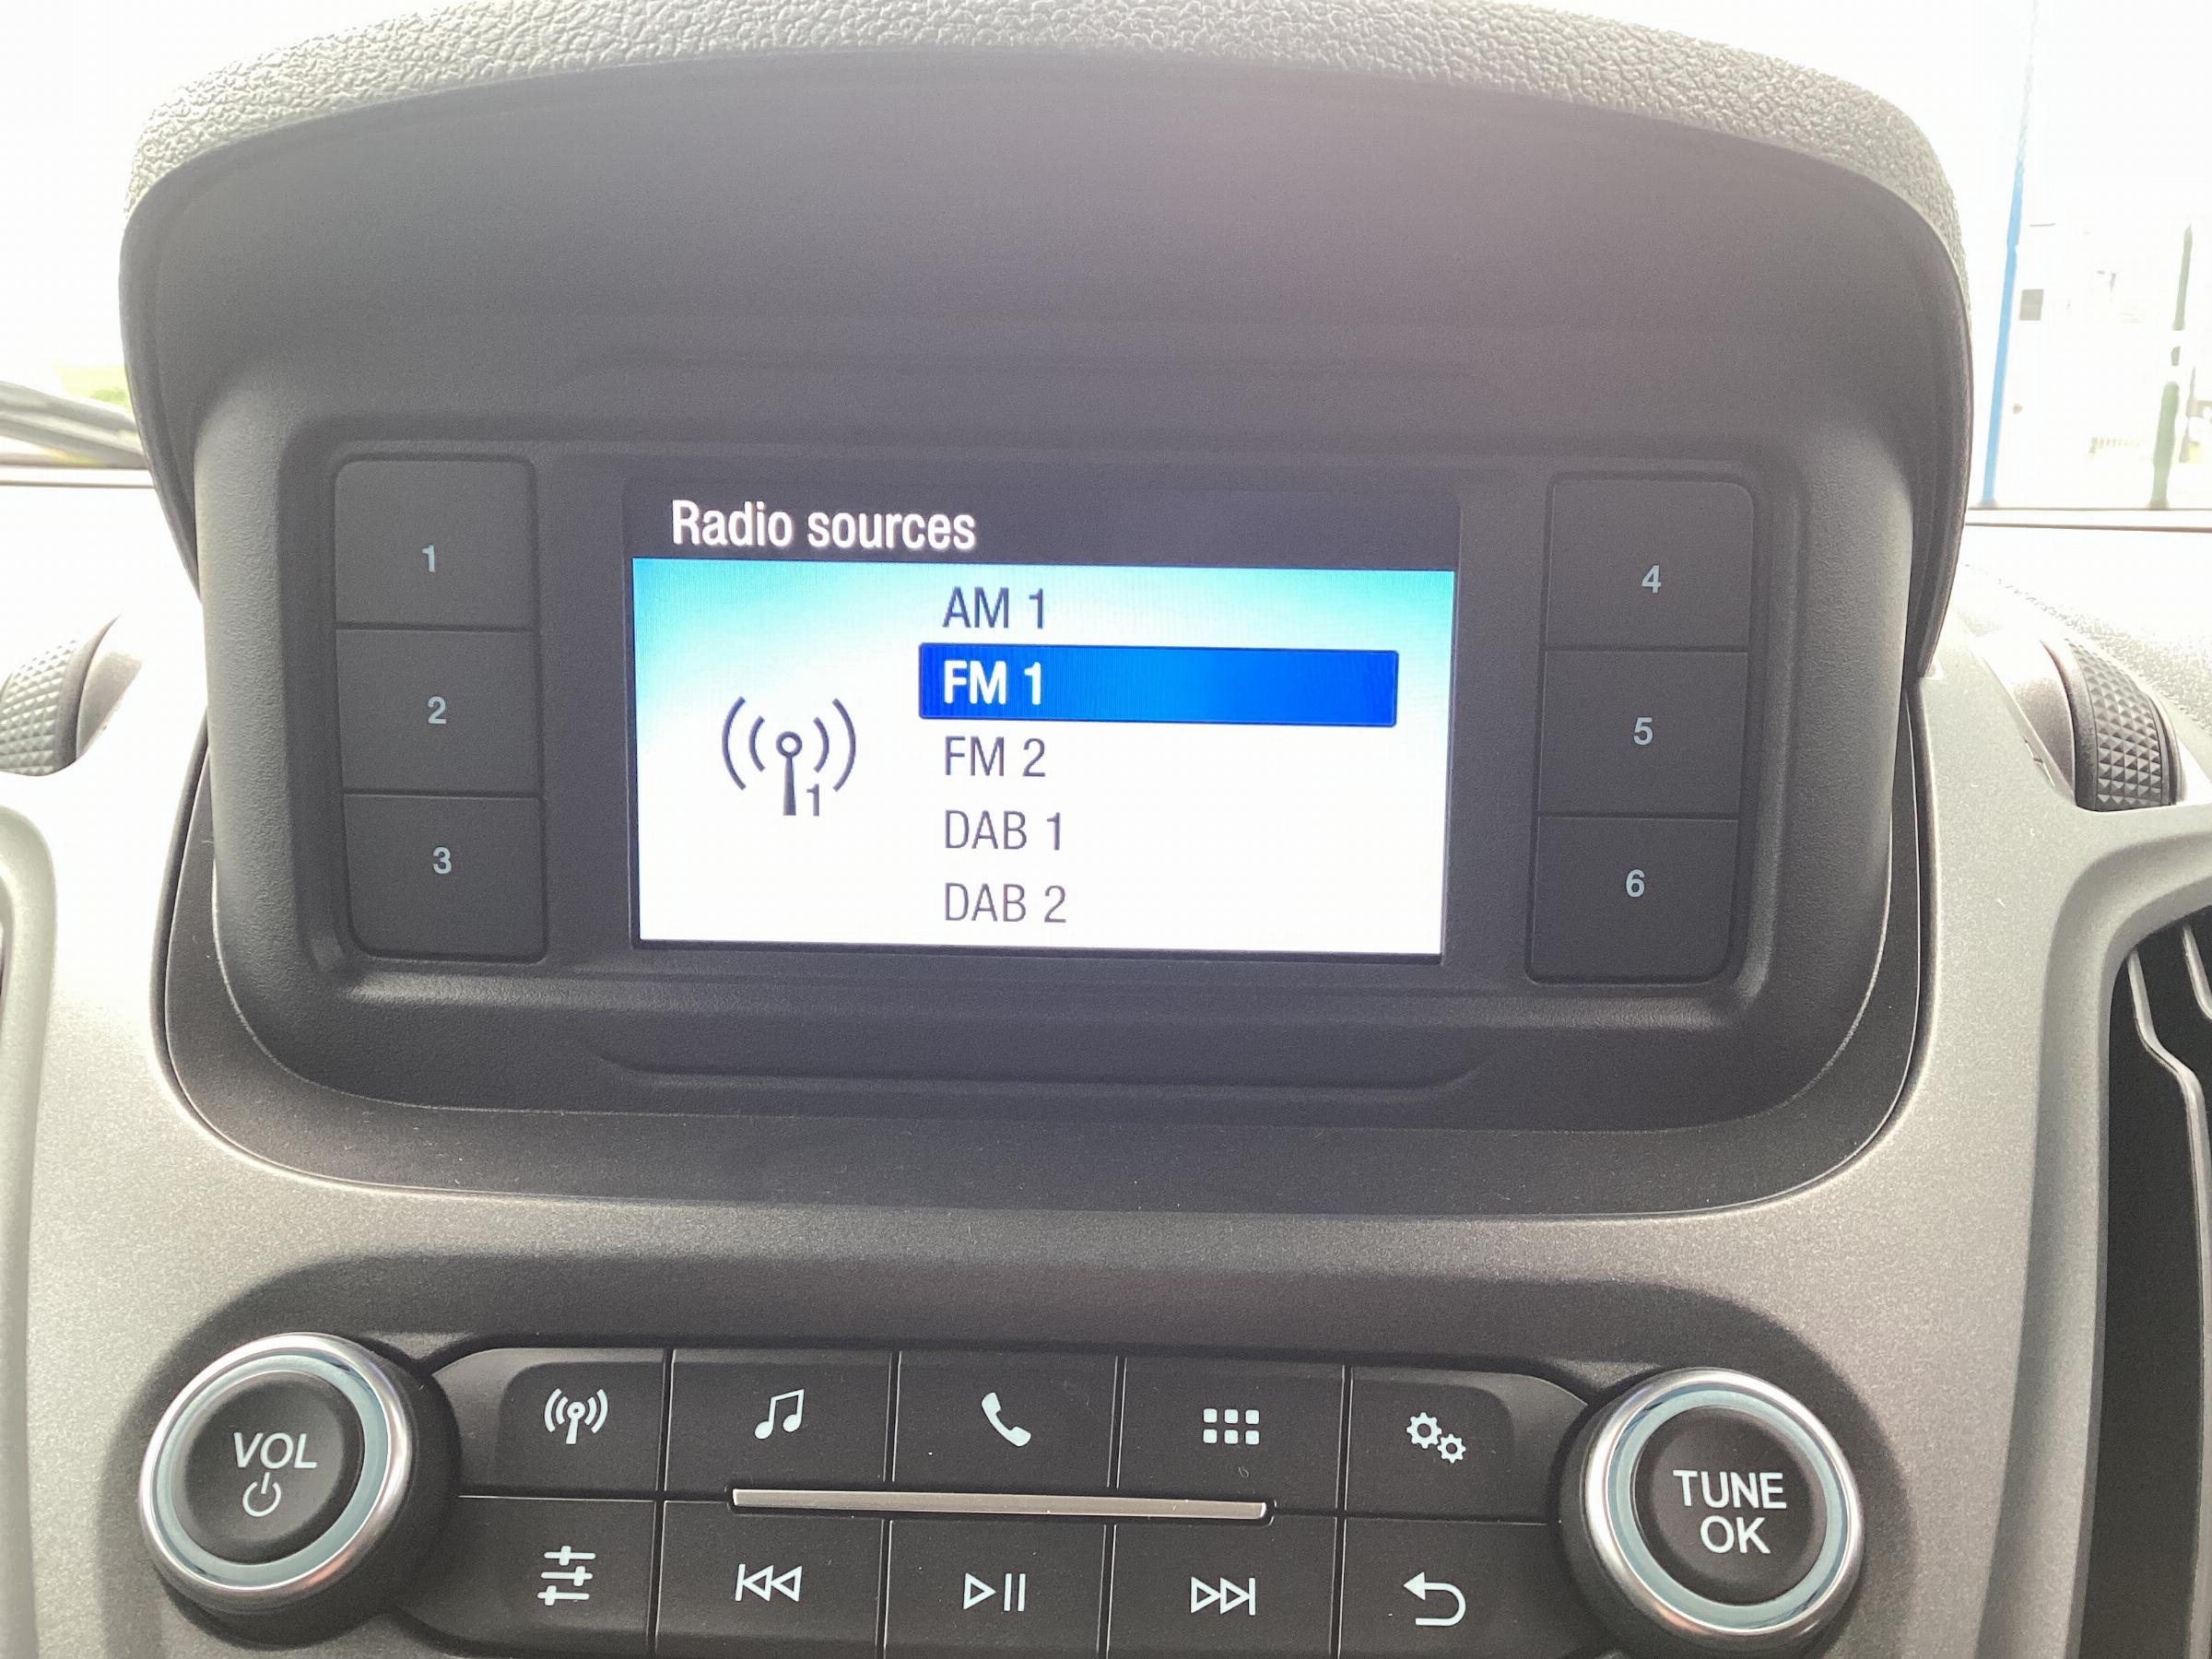 Radio sources
AM 1
FM 1
FM 2
DAB 1
DAB 2
1
1
2
3
4
5
6
VOL
TUNE
OK